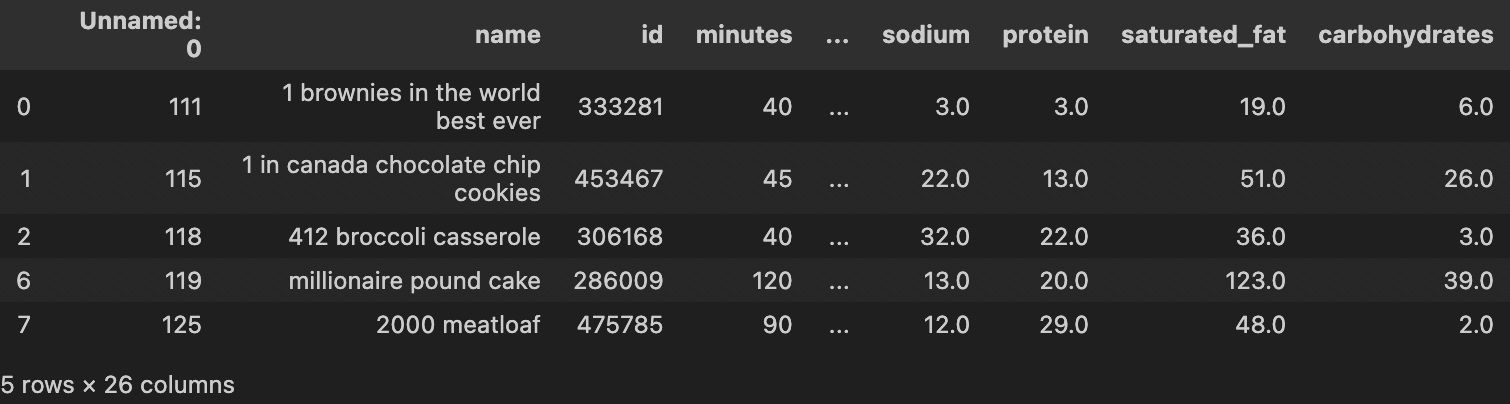 Unnamed: 0 name id minutes ... sodium protein saturated_fat carbohydrates
0 111 1 brownies in the world best ever 333281 40 ... 3.0 3.0 19.0 6.0
1 115 1 in canada chocolate chip cookies 453467 45 ... 22.0 13.0 51.0 26.0
2 118 412 broccoli casserole 306168 40 ... 32.0 22.0 36.0 3.0
6 119 millionaire pound cake 286009 120 ... 13.0 20.0 123.0 39.0
7 125 2000 meatloaf 475785 90 ... 12.0 29.0 48.0 2.0
5 rows × 26 columns